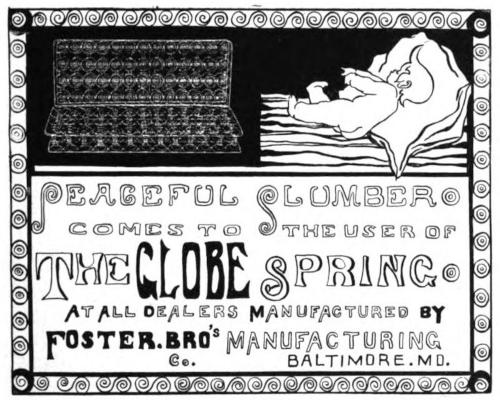 PEACEFUL SLUMBER
COMES TO THE USER OF
THE GLOBE SPRING
AT ALL DEALERS MANUFACTURED BY
FOSTER.BRO'S MANUFACTURING
Co. BALTIMORE.MD.